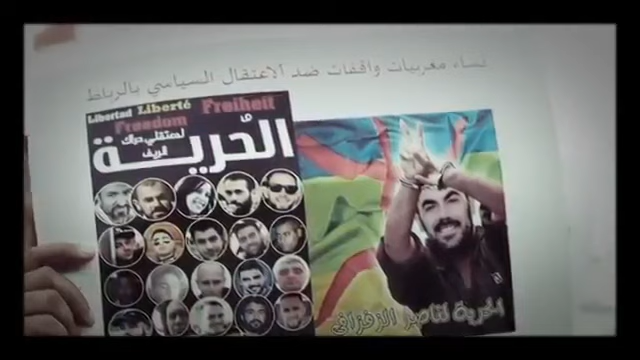 نساء مغربيات واقفات ضد الاعتقال السياسي بالرباط
Libertad Liberté Freiheit
Freedom
لمعتقلي حراك
الريف
الحرية
الحرية لناصر الزفزافي